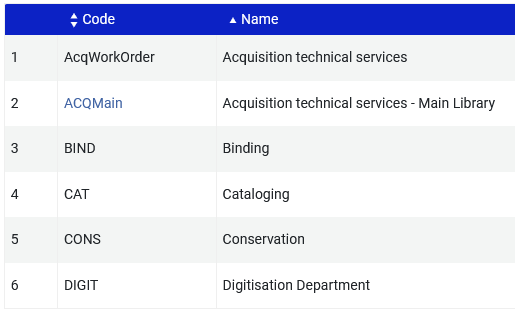 Code Name
1 AcqWorkOrder Acquisition technical services
2 ACQMain Acquisition technical services - Main Library
3 BIND Binding
4 CAT Cataloging
5 CONS Conservation
6 DIGIT Digitisation Department